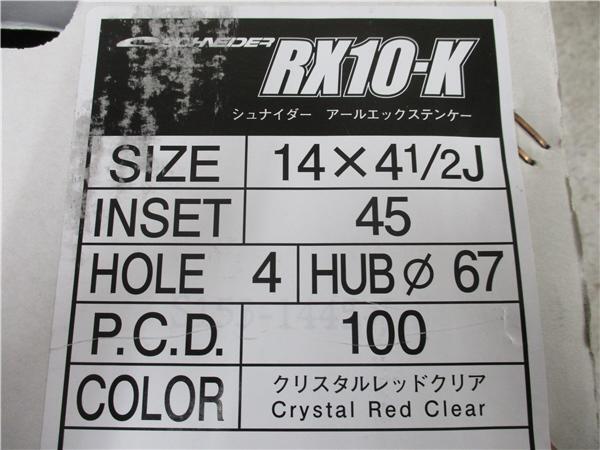 SCHNEIDER RX10-K
シュナイダー アールエックステンケー
SIZE 14×4 1/2J
INSET 45
HOLE 4 HUBφ 67
P.C.D. 100
COLOR クリスタルレッドクリア
Crystal Red Clear